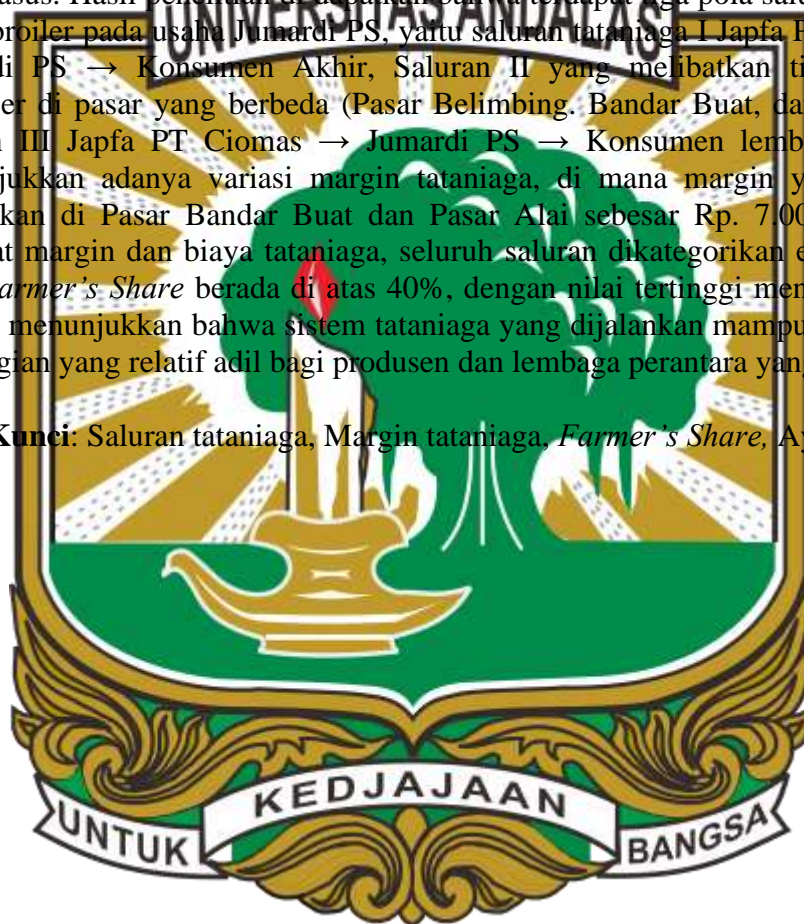 asus. Hasil penelitian di dapatkan bahwa terdapat tiga pola salu
UNIVERSITAS ANDALAS
roiler pada usaha Jumardi PS, yaitu saluran tataniaga I Japfa P
di PS → Konsumen Akhir, Saluran II yang melibatkan ti
er di pasar yang berbeda (Pasar Belimbing. Bandar Buat, da
n III Japfa PT Ciomas → Jumardi PS → Konsumen lemb
jukkan adanya variasi margin tataniaga, di mana margin y
kan di Pasar Bandar Buat dan Pasar Alai sebesar Rp. 7.00
at margin dan biaya tataniaga, seluruh saluran dikategorikan e
armer's Share berada di atas 40%, dengan nilai tertinggi men
menunjukkan bahwa sistem tataniaga yang dijalankan mampu
gian yang relatif adil bagi produsen dan lembaga perantara yang
Kunci: Saluran tataniaga, Margin tataniaga, Farmer's Share, Ay
UNTUK KEDJAJAAN BANGSA